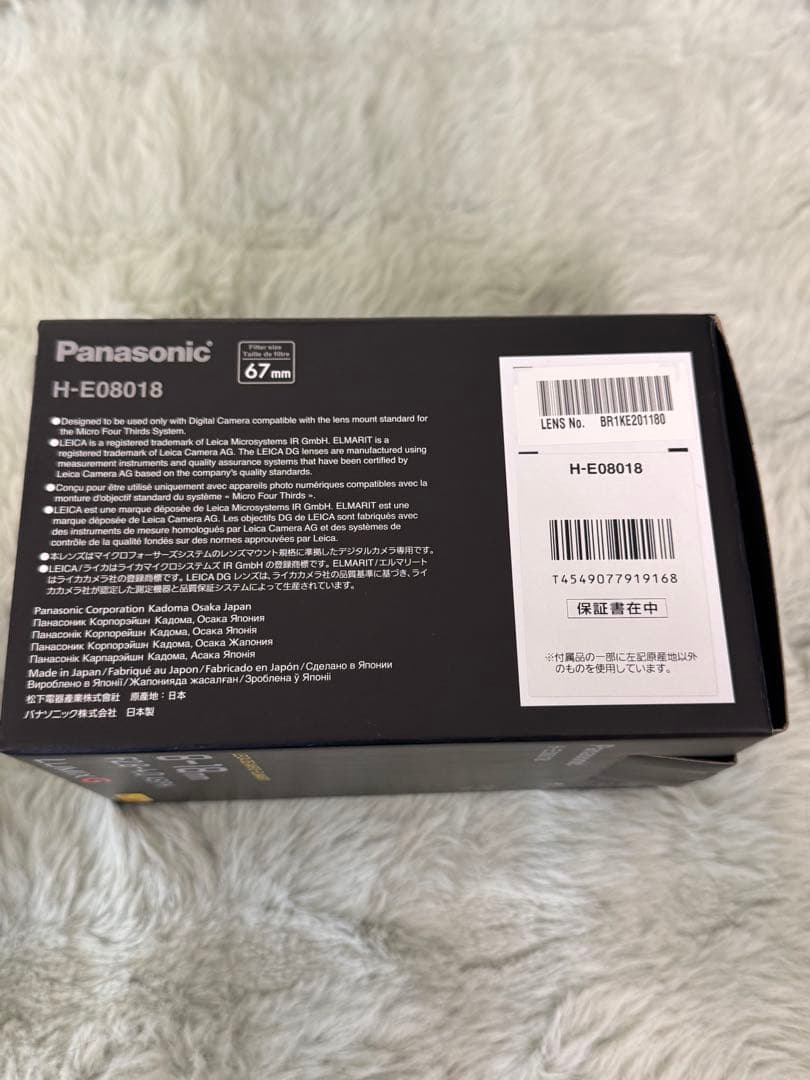 Panasonic
H-E08018
Filter size
Taille de filtre
67mm
●Designed to be used only with Digital Camera compatible with the lens mount standard for
the Micro Four Thirds System.
●LEICA is a registered trademark of Leica Microsystems IR GmbH. ELMARIT is a
registered trademark of Leica Camera AG. The LEICA DG lenses are manufactured using
measurement instruments and quality assurance systems that have been certified by
Leica Camera AG based on the company's quality standards.
●Conçu pour être utilisé uniquement avec appareils photo numériques compatibles avec la
monture d'objectif standard du système « Micro Four Thirds ».
●LEICA est une marque déposée de Leica Microsystems IR GmbH. ELMARIT est une
marque déposée de Leica Camera AG. Les objectifs DG de LEICA sont fabriqués avec
des instruments de mesure homologués par Leica Camera AG et des systèmes de
contrôle de la qualité fondés sur des normes approuvées par Leica.
●本レンズはマイクロフォーサーズシステムのレンズマウント規格に準拠したデジタルカメラ専用です。
●LEICA/ライカはライカマイクロシステムズ IR GmbH の登録商標です。ELMARIT/エルマリート
はライカカメラ社の登録商標です。LEICA DG レンズは、ライカカメラ社の品質基準に基づき、ライ
カカメラ社が認定した測定機器と品質保証システムによって生産されています。
Panasonic Corporation Kadoma Osaka Japan
Панасоник Корпорэйшн Кадома, Осака Япония
Панасонік Корпорейшн Кадома, Осака Японія
Панасоник Корпорэйшн Кадома, Осака Жапония
Панасонік Карпарэйшн Кадома, Асака Японія
Made in Japan/Fabriqué au Japon/Fabricado en Japón/Сделано в Японии
Вироблено в Японії/Жапонияда жасалган/Зроблена ў Японіі
松下電器産業株式会社 原産地：日本
パナソニック株式会社 日本製
LENS No. BR1KE201180
H-E08018
T4549077919168
保証書在中
※付属品の一部に左記原産地以外
のものを使用しています。
Panasonic
8-18mm
LUMIX G